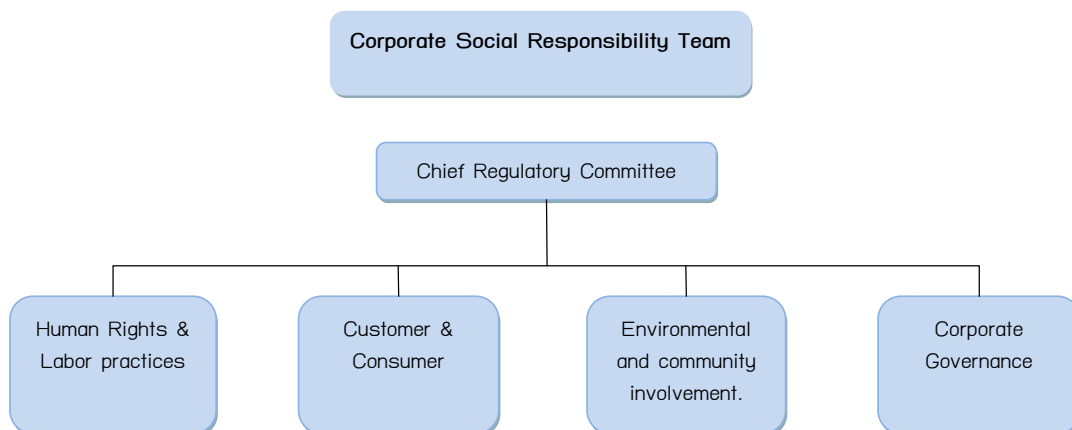 Corporate Social Responsibility Team
Chief Regulatory Committee
Human Rights &
Labor practices
Customer &
Consumer
Environmental
and community
involvement.
Corporate
Governance